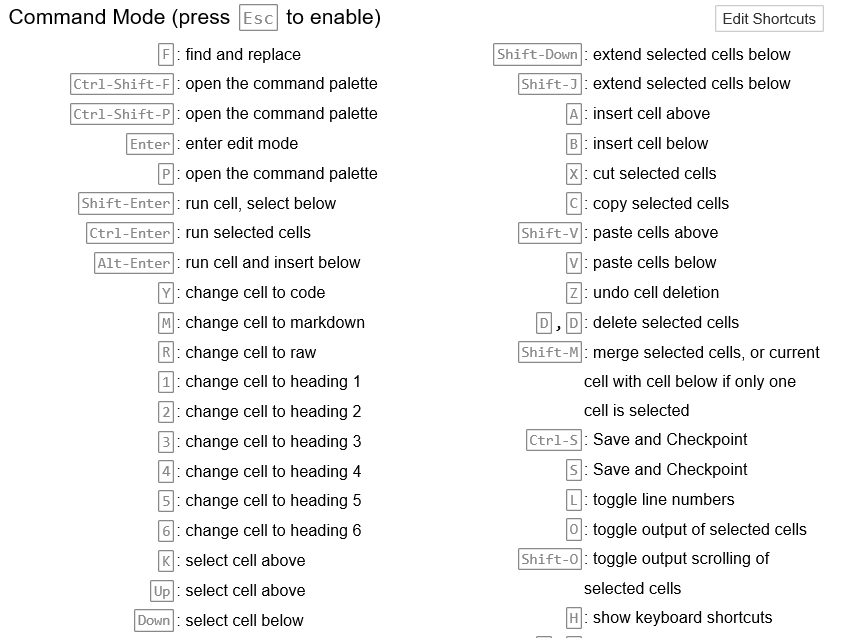 Command Mode (press Esc to enable)
Edit Shortcuts
F : find and replace
Ctrl-Shift-F : open the command palette
Ctrl-Shift-P : open the command palette
Enter : enter edit mode
P : open the command palette
Shift-Enter : run cell, select below
Ctrl-Enter : run selected cells
Alt-Enter : run cell and insert below
Y : change cell to code
M : change cell to markdown
R : change cell to raw
1 : change cell to heading 1
2 : change cell to heading 2
3 : change cell to heading 3
4 : change cell to heading 4
5 : change cell to heading 5
6 : change cell to heading 6
K : select cell above
Up : select cell above
Down : select cell below
Shift-Down : extend selected cells below
Shift-J : extend selected cells below
A : insert cell above
B : insert cell below
X : cut selected cells
C : copy selected cells
Shift-V : paste cells above
V : paste cells below
Z : undo cell deletion
D , D : delete selected cells
Shift-M : merge selected cells, or current
cell with cell below if only one
cell is selected
Ctrl-S : Save and Checkpoint
S : Save and Checkpoint
L : toggle line numbers
O : toggle output of selected cells
Shift-O : toggle output scrolling of
selected cells
H : show keyboard shortcuts